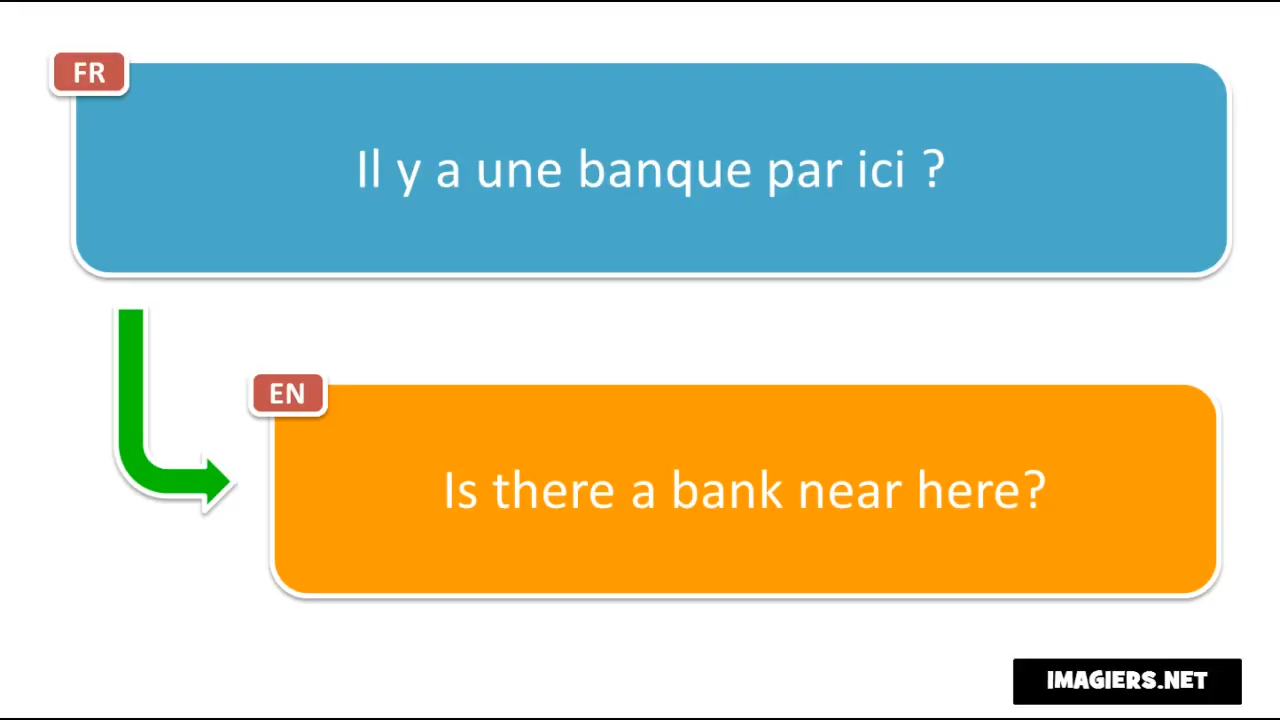 FR
Il y a une banque par ici ?
EN
Is there a bank near here?
IMAGIERS.NET